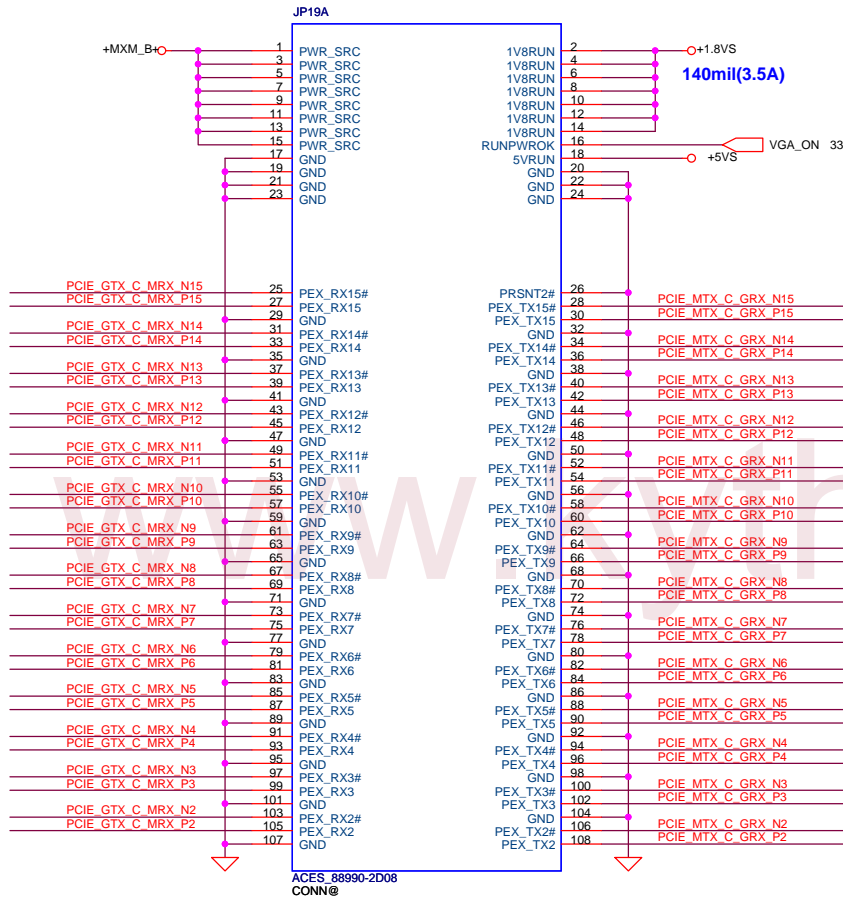 JP19A
+MXM_B+ 1 PWR_SRC 1V8RUN 2 +1.8VS
3 PWR_SRC 1V8RUN 4
5 PWR_SRC 1V8RUN 6 140mil(3.5A)
7 PWR_SRC 1V8RUN 8
9 PWR_SRC 1V8RUN 10
11 PWR_SRC 1V8RUN 12
13 PWR_SRC 1V8RUN 14
15 PWR_SRC RUNPWROK 16 VGA_ON 33
17 GND 5VRUN 18 +5VS
19 GND GND 20
21 GND GND 22
23 GND GND 24
PCIE_GTX_C_MRX_N15 25 PEX_RX15# PRSNT2# 26
PCIE_GTX_C_MRX_P15 27 PEX_RX15 PEX_TX15# 28 PCIE_MTX_C_GRX_N15
29 GND PEX_TX15 30 PCIE_MTX_C_GRX_P15
PCIE_GTX_C_MRX_N14 31 PEX_RX14# GND 32
PCIE_GTX_C_MRX_P14 33 PEX_RX14 PEX_TX14# 34 PCIE_MTX_C_GRX_N14
35 GND PEX_TX14 36 PCIE_MTX_C_GRX_P14
PCIE_GTX_C_MRX_N13 37 PEX_RX13# GND 38
PCIE_GTX_C_MRX_P13 39 PEX_RX13 PEX_TX13# 40 PCIE_MTX_C_GRX_N13
41 GND PEX_TX13 42 PCIE_MTX_C_GRX_P13
PCIE_GTX_C_MRX_N12 43 PEX_RX12# GND 44
PCIE_GTX_C_MRX_P12 45 PEX_RX12 PEX_TX12# 46 PCIE_MTX_C_GRX_N12
47 GND PEX_TX12 48 PCIE_MTX_C_GRX_P12
PCIE_GTX_C_MRX_N11 49 PEX_RX11# GND 50
PCIE_GTX_C_MRX_P11 51 PEX_RX11 PEX_TX11# 52 PCIE_MTX_C_GRX_N11
53 GND PEX_TX11 54 PCIE_MTX_C_GRX_P11
PCIE_GTX_C_MRX_N10 55 PEX_RX10# GND 56
PCIE_GTX_C_MRX_P10 57 PEX_RX10 PEX_TX10# 58 PCIE_MTX_C_GRX_N10
59 GND PEX_TX10 60 PCIE_MTX_C_GRX_P10
PCIE_GTX_C_MRX_N9 61 PEX_RX9# GND 62
PCIE_GTX_C_MRX_P9 63 PEX_RX9 PEX_TX9# 64 PCIE_MTX_C_GRX_N9
65 GND PEX_TX9 66 PCIE_MTX_C_GRX_P9
PCIE_GTX_C_MRX_N8 67 PEX_RX8# GND 68
PCIE_GTX_C_MRX_P8 69 PEX_RX8 PEX_TX8# 70 PCIE_MTX_C_GRX_N8
71 GND PEX_TX8 72 PCIE_MTX_C_GRX_P8
PCIE_GTX_C_MRX_N7 73 PEX_RX7# GND 74
PCIE_GTX_C_MRX_P7 75 PEX_RX7 PEX_TX7# 76 PCIE_MTX_C_GRX_N7
77 GND PEX_TX7 78 PCIE_MTX_C_GRX_P7
PCIE_GTX_C_MRX_N6 79 PEX_RX6# GND 80
PCIE_GTX_C_MRX_P6 81 PEX_RX6 PEX_TX6# 82 PCIE_MTX_C_GRX_N6
83 GND PEX_TX6 84 PCIE_MTX_C_GRX_P6
PCIE_GTX_C_MRX_N5 85 PEX_RX5# GND 86
PCIE_GTX_C_MRX_P5 87 PEX_RX5 PEX_TX5# 88 PCIE_MTX_C_GRX_N5
89 GND PEX_TX5 90 PCIE_MTX_C_GRX_P5
PCIE_GTX_C_MRX_N4 91 PEX_RX4# GND 92
PCIE_GTX_C_MRX_P4 93 PEX_RX4 PEX_TX4# 94 PCIE_MTX_C_GRX_N4
95 GND PEX_TX4 96 PCIE_MTX_C_GRX_P4
PCIE_GTX_C_MRX_N3 97 PEX_RX3# GND 98
PCIE_GTX_C_MRX_P3 99 PEX_RX3 PEX_TX3# 100 PCIE_MTX_C_GRX_N3
101 GND PEX_TX3 102 PCIE_MTX_C_GRX_P3
PCIE_GTX_C_MRX_N2 103 PEX_RX2# GND 104
PCIE_GTX_C_MRX_P2 105 PEX_RX2 PEX_TX2# 106 PCIE_MTX_C_GRX_N2
107 GND PEX_TX2 108 PCIE_MTX_C_GRX_P2
ACES_88990-2D08
CONN@
www.kyth